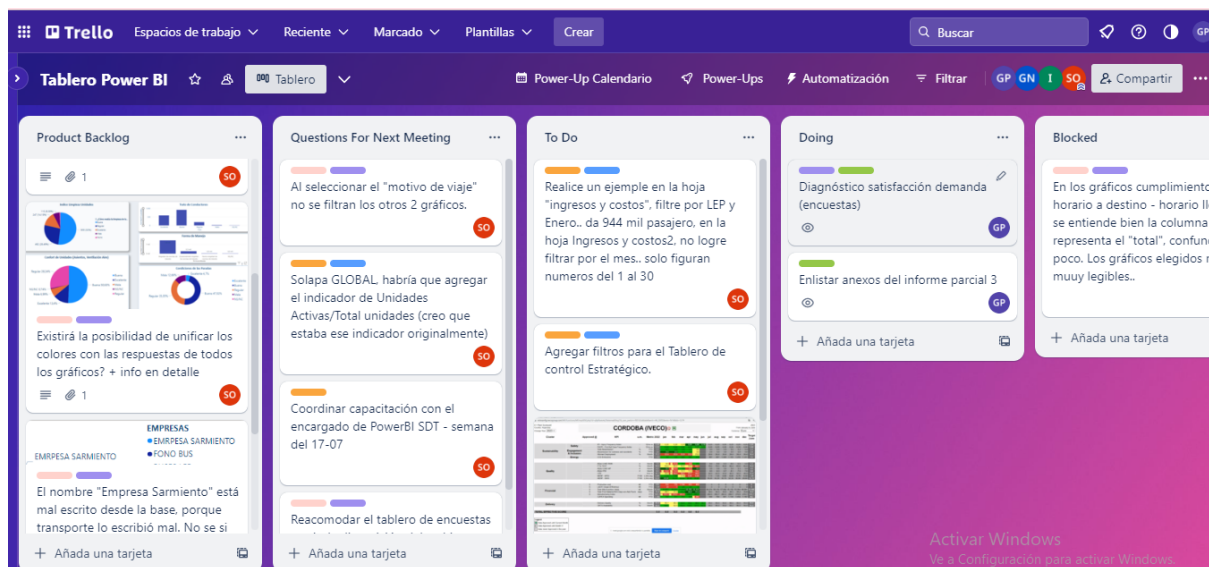 Trello
Espacios de trabajo
Reciente
Marcado
Plantillas
Crear
Buscar
GP
Tablero Power BI
Tablero
Power-Up Calendario
Power-Ups
Automatización
Filtrar
GP
GN
I
SO
Compartir
Product Backlog
1
SO
Existirá la posibilidad de unificar los
colores con las respuestas de todos
los gráficos? + info en detalle
1
SO
EMPRESAS
EMRPESA SARMIENTO
FONO BUS
EMRPESA SARMIENTO
El nombre "Empresa Sarmiento" está
mal escrito desde la base, porque
transporte lo escribió mal. No se si
Añada una tarjeta
Questions For Next Meeting
Al seleccionar el "motivo de viaje"
no se filtran los otros 2 gráficos.
SO
Solapa GLOBAL, habría que agregar
el indicador de Unidades
Activas/Total unidades (creo que
estaba ese indicador originalmente)
SO
Coordinar capacitación con el
encargado de PowerBI SDT - semana
del 17-07
SO
Reacomodar el tablero de encuestas
Añada una tarjeta
To Do
Realice un ejemplo en la hoja
"ingresos y costos", filtre por LEP y
Enero.. da 944 mil pasajero, en la
hoja Ingresos y costos2, no logre
filtrar por el mes.. solo figuran
numeros del 1 al 30
SO
Agregar filtros para el Tablero de
control Estratégico.
SO
CORDOBA (IVECO)
Añada una tarjeta
Doing
Diagnóstico satisfacción demanda
(encuestas)
GP
Enlistar anexos del informe parcial 3
GP
Añada una tarjeta
Blocked
En los gráficos cumplimiento
horario a destino - horario ll
se entiende bien la columna
representa el "total", confun
poco. Los gráficos elegidos
muuy legibles..
Añada una tarjeta
Activar Windows
Ve a Configuración para activar Windows.